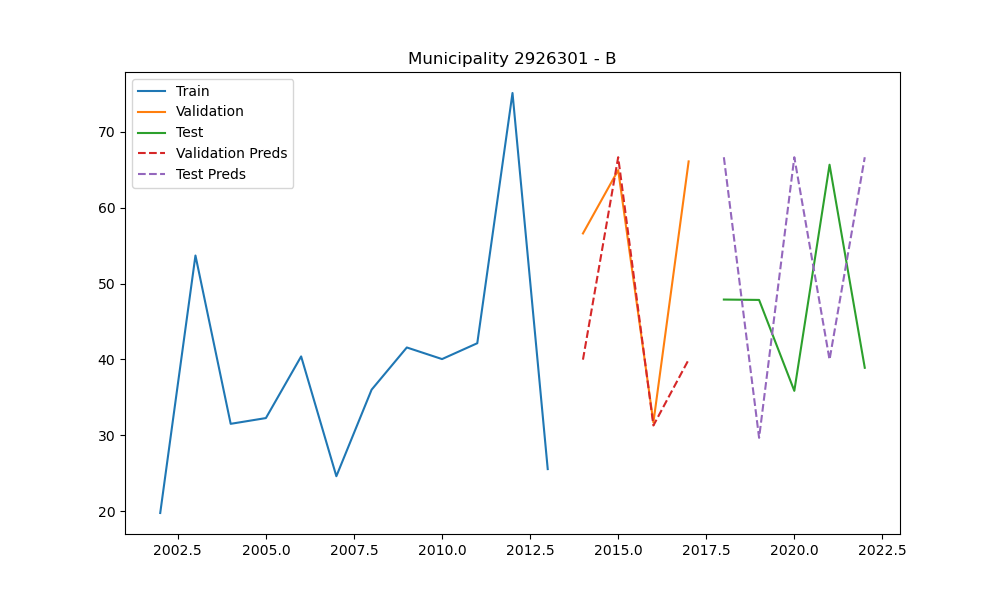 Municipality 2926301 - B
Train
Validation
Test
Validation Preds
Test Preds
70
60
50
40
30
20
2002.5 2005.0 2007.5 2010.0 2012.5 2015.0 2017.5 2020.0 2022.5